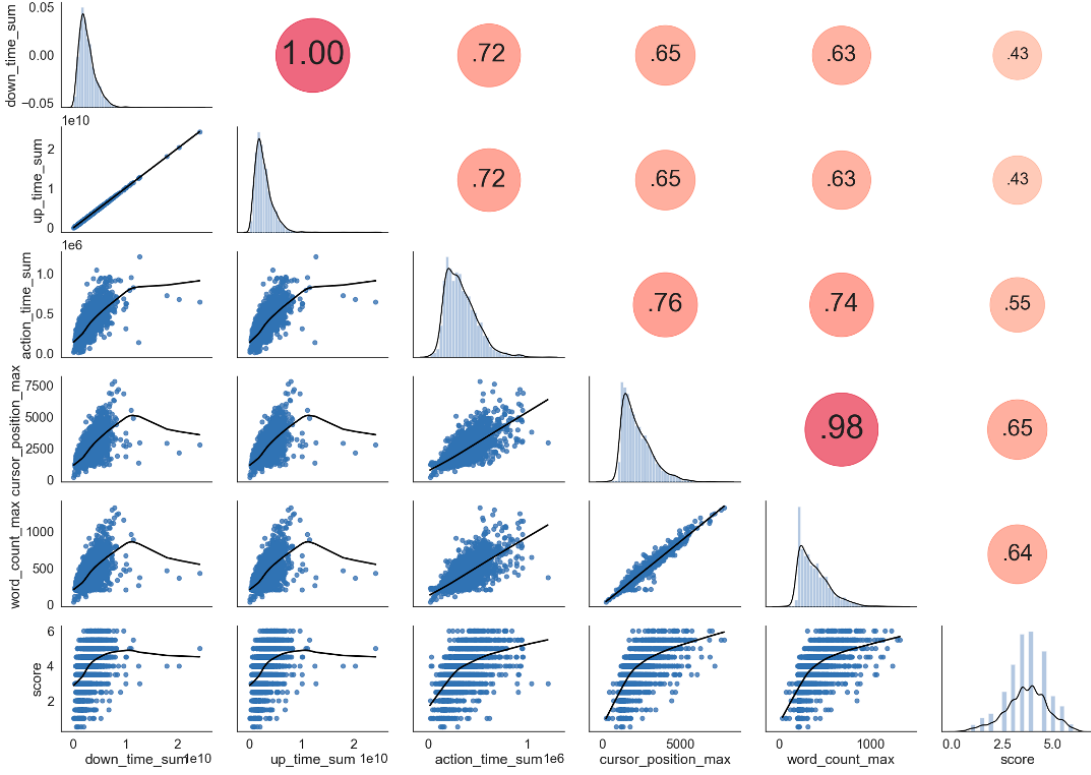 down_time_sum
0.05
0.00
−0.05
1.00
.72
.65
.63
.43
1e10
up_time_sum
2
1
0
.72
.65
.63
.43
1e6
action_time_sum
1.0
0.5
0.0
.76
.74
.55
cursor_position_max
7500
5000
2500
0
.98
.65
word_count_max
1000
500
0
.64
score
6
4
2
0 1 2
0 1 2
0 1
0 5000
0 1000
0.0 2.5 5.0
down_time_sum 1e10
up_time_sum 1e10
action_time_sum 1e6
cursor_position_max
word_count_max
score